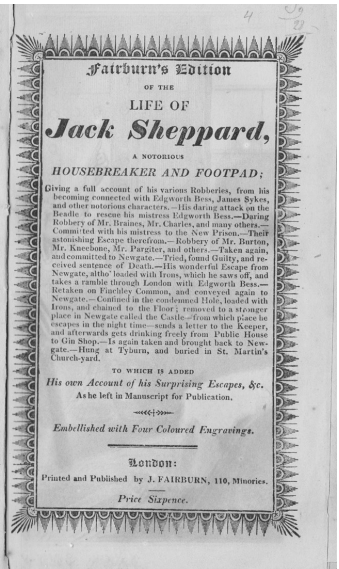 4
Fairburn's Edition
OF THE
LIFE OF
Jack Sheppard,
A NOTORIOUS
HOUSEBREAKER AND FOOTPAD;
Giving a full account of his various Robberies, from his
becoming connected with Edgworth Bess, James Sykes,
and other notorious characters.—His daring attack on the
Beadle to rescue his mistress Edgworth Bess.—Daring
Robbery of Mr. Braines, Mr. Charles, and many others.—
Committed with his mistress to the New Prison.—Their
astonishing Escape therefrom.—Robbery of Mr. Burton,
Mr. Kneebone, Mr. Pargiter, and others.—Taken again,
and committed to Newgate.—Tried, found Guilty, and re-
ceived sentence of Death.—His wonderful Escape from
Newgate, altho' loaded with Irons, which he saws off, and
takes a ramble through London with Edgworth Bess.—
Retaken on Finchley Common, and conveyed again to
Newgate.—Confined in the condemned Hole, loaded with
Irons, and chained to the Floor; removed to a stronger
place in Newgate called the Castle—from which place he
escapes in the night time—sends a letter to the Keeper,
and afterwards gets drinking freely from Public House
to Gin Shop.—Is again taken and brought back to New-
gate.—Hung at Tyburn, and buried in St. Martin's
Church-yard.
TO WHICH IS ADDED
His own Account of his Surprising Escapes, &c.
As he left in Manuscript for Publication.
Embellished with Four Coloured Engravings.
London:
Printed and Published by J. FAIRBURN, 110, Minories.
Price Sixpence.